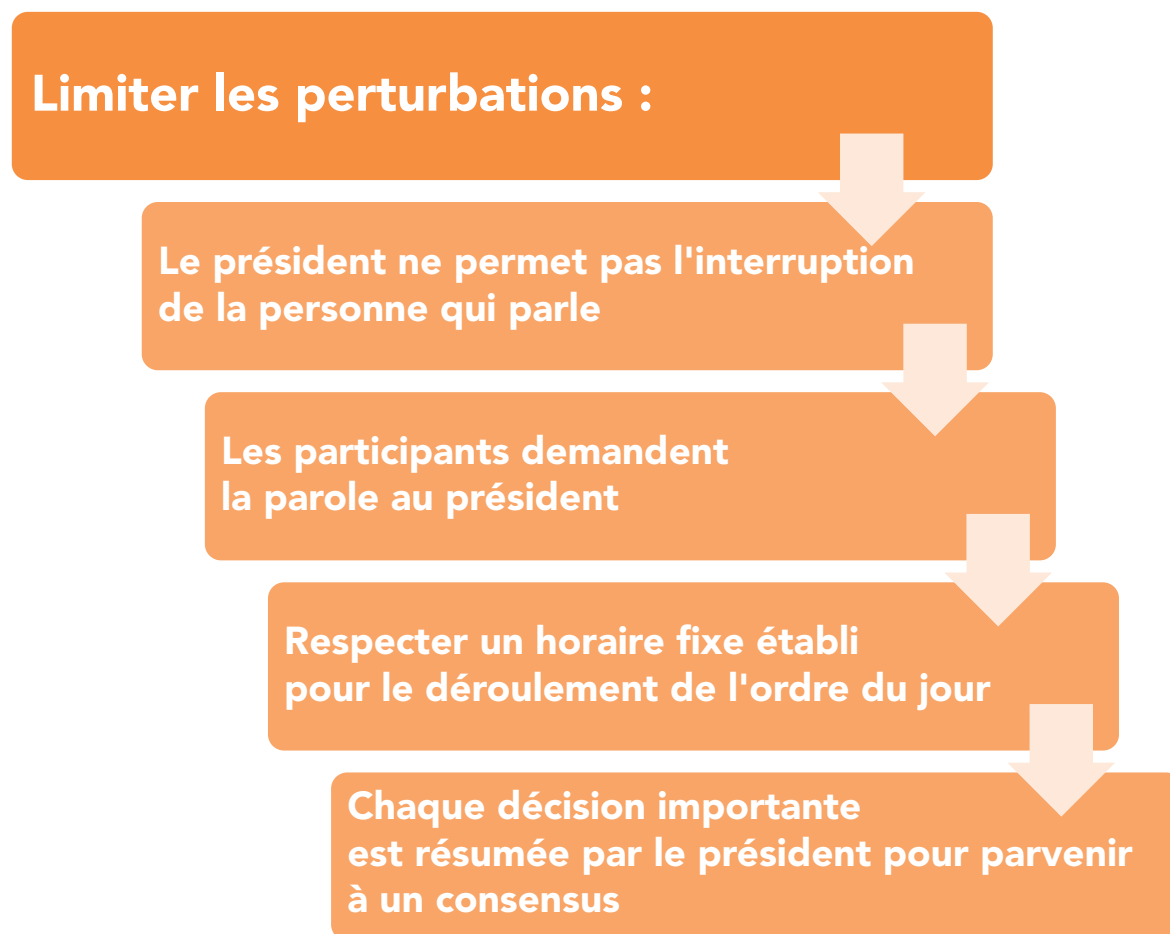 Limiter les perturbations :
Le président ne permet pas l'interruption
de la personne qui parle
Les participants demandent
la parole au président
Respecter un horaire fixe établi
pour le déroulement de l'ordre du jour
Chaque décision importante
est résumée par le président pour parvenir
à un consensus